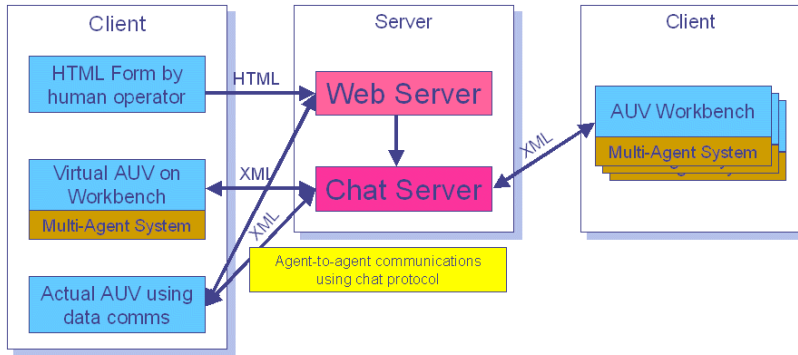 Client
Server
Client
HTML Form by
human operator
HTML
Web Server
AUV Workbench
Multi-Agent System
XML
Virtual AUV on
Workbench
Multi-Agent System
XML
Chat Server
XML
Agent-to-agent communications
using chat protocol
Actual AUV using
data comms